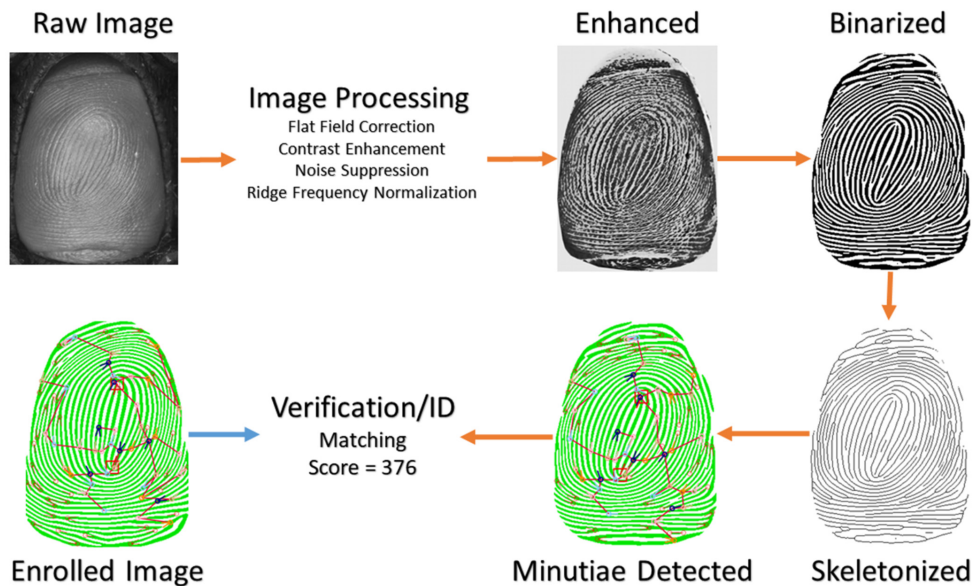 Raw Image
Enhanced
Binarized
Image Processing
Flat Field Correction
Contrast Enhancement
Noise Suppression
Ridge Frequency Normalization
Verification/ID
Matching
Score = 376
Enrolled Image
Minutiae Detected
Skeletonized